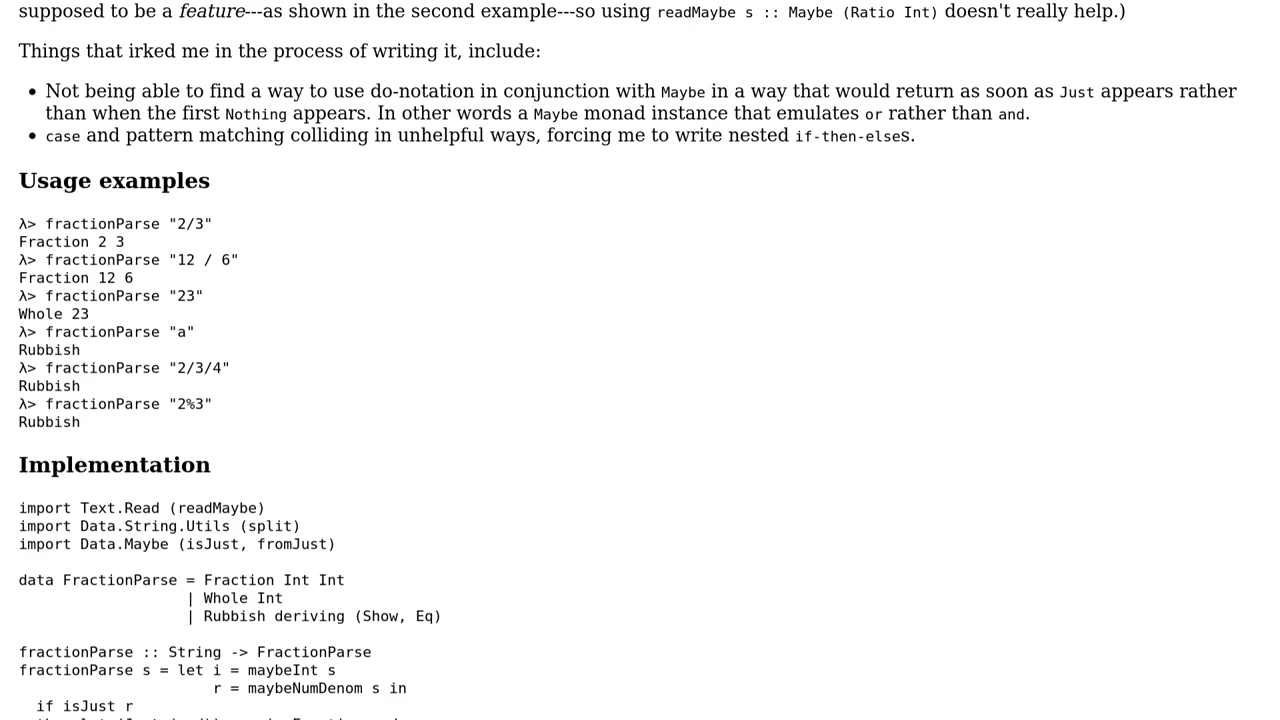 supposed to be a feature---as shown in the second example---so using readMaybe s :: Maybe (Ratio Int) doesn't really help.)
Things that irked me in the process of writing it, include:
• Not being able to find a way to use do-notation in conjunction with Maybe in a way that would return as soon as Just appears rather
than when the first Nothing appears. In other words a Maybe monad instance that emulates or rather than and.
• case and pattern matching colliding in unhelpful ways, forcing me to write nested if-then-elses.
Usage examples
λ> fractionParse "2/3"
Fraction 2 3
λ> fractionParse "12 / 6"
Fraction 12 6
λ> fractionParse "23"
Whole 23
λ> fractionParse "a"
Rubbish
λ> fractionParse "2/3/4"
Rubbish
λ> fractionParse "2%3"
Rubbish
Implementation
import Text.Read (readMaybe)
import Data.String.Utils (split)
import Data.Maybe (isJust, fromJust)
data FractionParse = Fraction Int Int
| Whole Int
| Rubbish deriving (Show, Eq)
fractionParse :: String -> FractionParse
fractionParse s = let i = maybeInt s
r = maybeNumDenom s in
if isJust r